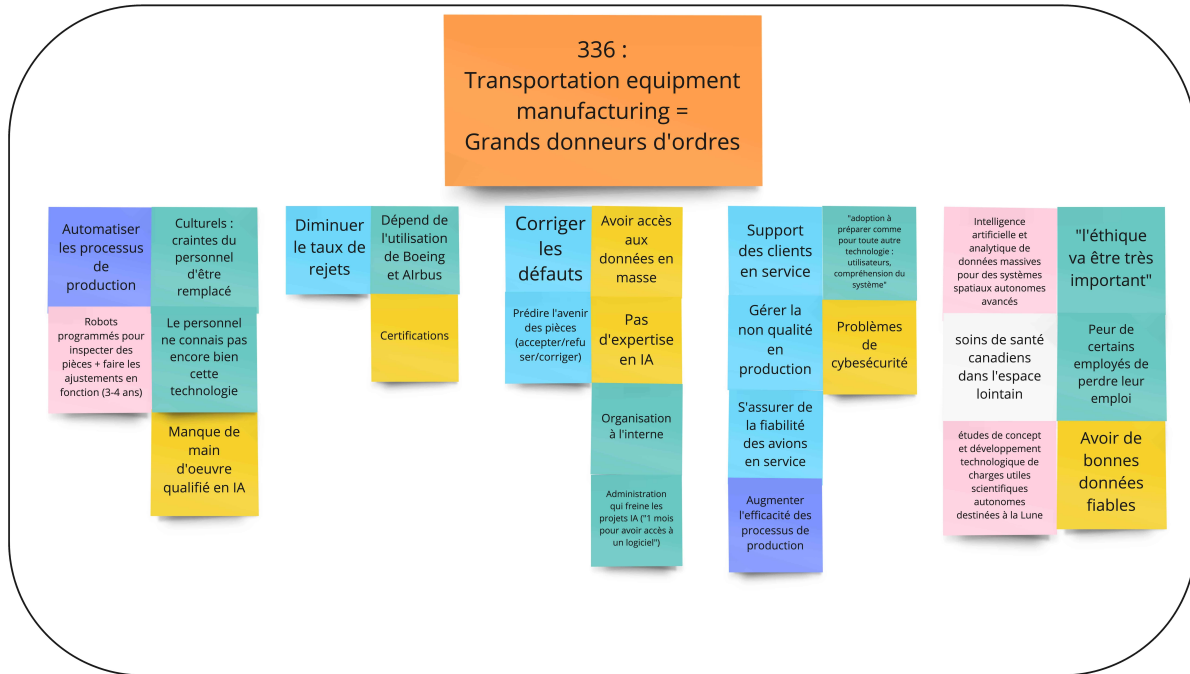 336 :
Transportation equipment
manufacturing =
Grands donneurs d'ordres
Automatiser
les processus
de
production
Culturels :
craintes du
personnel
d'être
remplacé
Robots
programmés pour
inspecter des
pièces + faire les
ajustements en
fonction (3-4 ans)
Le personnel
ne connais pas
encore bien
cette
technologie
Manque de
main
d'oeuvre
qualifié en IA
Diminuer
le taux de
rejets
Dépend de
l'utilisation
de Boeing
et AIrbus
Certifications
Corriger
les
défauts
Avoir accès
aux
données en
masse
Prédire l'avenir
des pièces
(accepter/refu
ser/corriger)
Pas
d'expertise
en IA
Organisation
à l'interne
Administration
qui freine les
projets IA ("1 mois
pour avoir accès à
un logiciel")
Support
des clients
en service
"adoption à
préparer comme
pour toute autre
technologie :
utilisateurs,
compréhension du
système"
Gérer la
non qualité
en
production
Problèmes
de
cybesécurité
S'assurer de
la fiabilité
des avions
en service
Augmenter
l'efficacité des
processus de
production
Intelligence
artificielle et
analytique de
données massives
pour des systèmes
spatiaux autonomes
avancés
"l'éthique
va être très
important"
soins de santé
canadiens
dans l'espace
lointain
Peur de
certains
employés de
perdre leur
emploi
études de concept
et développement
technologique de
charges utiles
scientifiques
autonomes
destinées à la Lune
Avoir de
bonnes
données
fiables